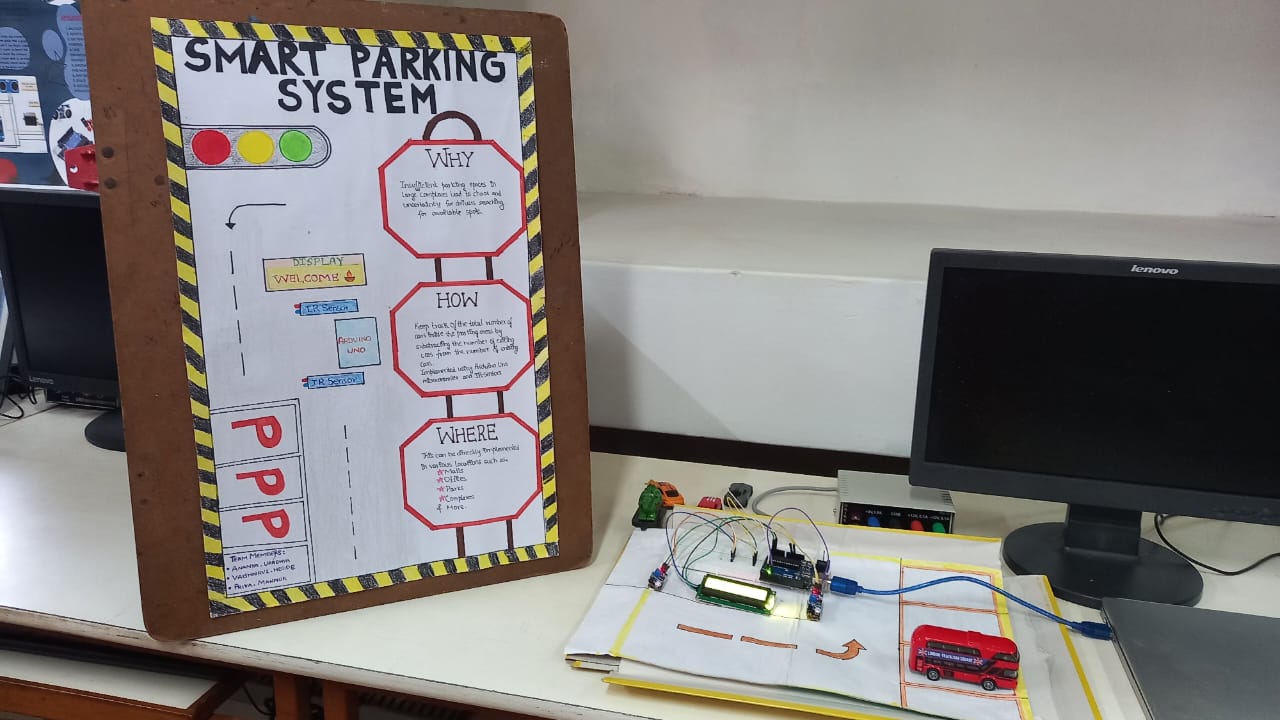 SMART PARKING
SYSTEM
WHY
Insufficient parking spaces in
large complexes lead to chaos and
uncertainty for drivers searching
for available spots.
DISPLAY
WELCOME
IR Sensor
ARDUINO
UNO
IR Sensor
HOW
Keep track of the total number of
cars inside the parking area by
subtracting the number of exiting
cars from the number of entering
cars.
Implemented using Arduino Uno
microcontroller and IR Sensors
WHERE
This can be directly implemented
in various locations such as
Malls
Offices
Parks
Complexes
& More.
P
P
P
TEAM MEMBERS:
lenovo
Lenovo